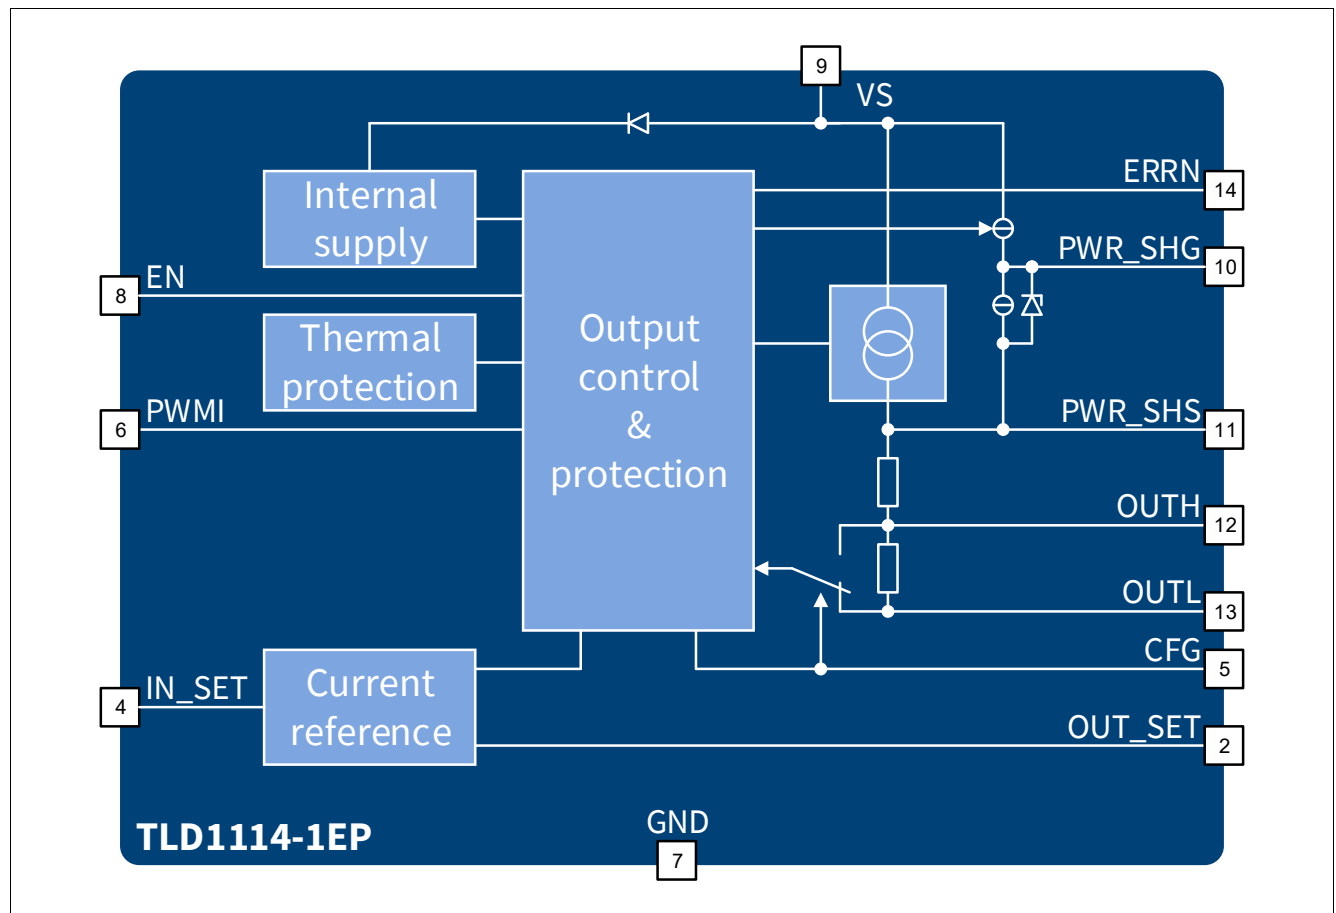 9
VS
ERRN
14
Internal
supply
PWR_SHG
10
EN
8
Thermal
protection
Output
control
&
protection
PWMI
6
PWR_SHS
11
OUTH
12
OUTL
13
CFG
5
IN_SET
4
Current
reference
OUT_SET
2
GND
7
TLD1114-1EP